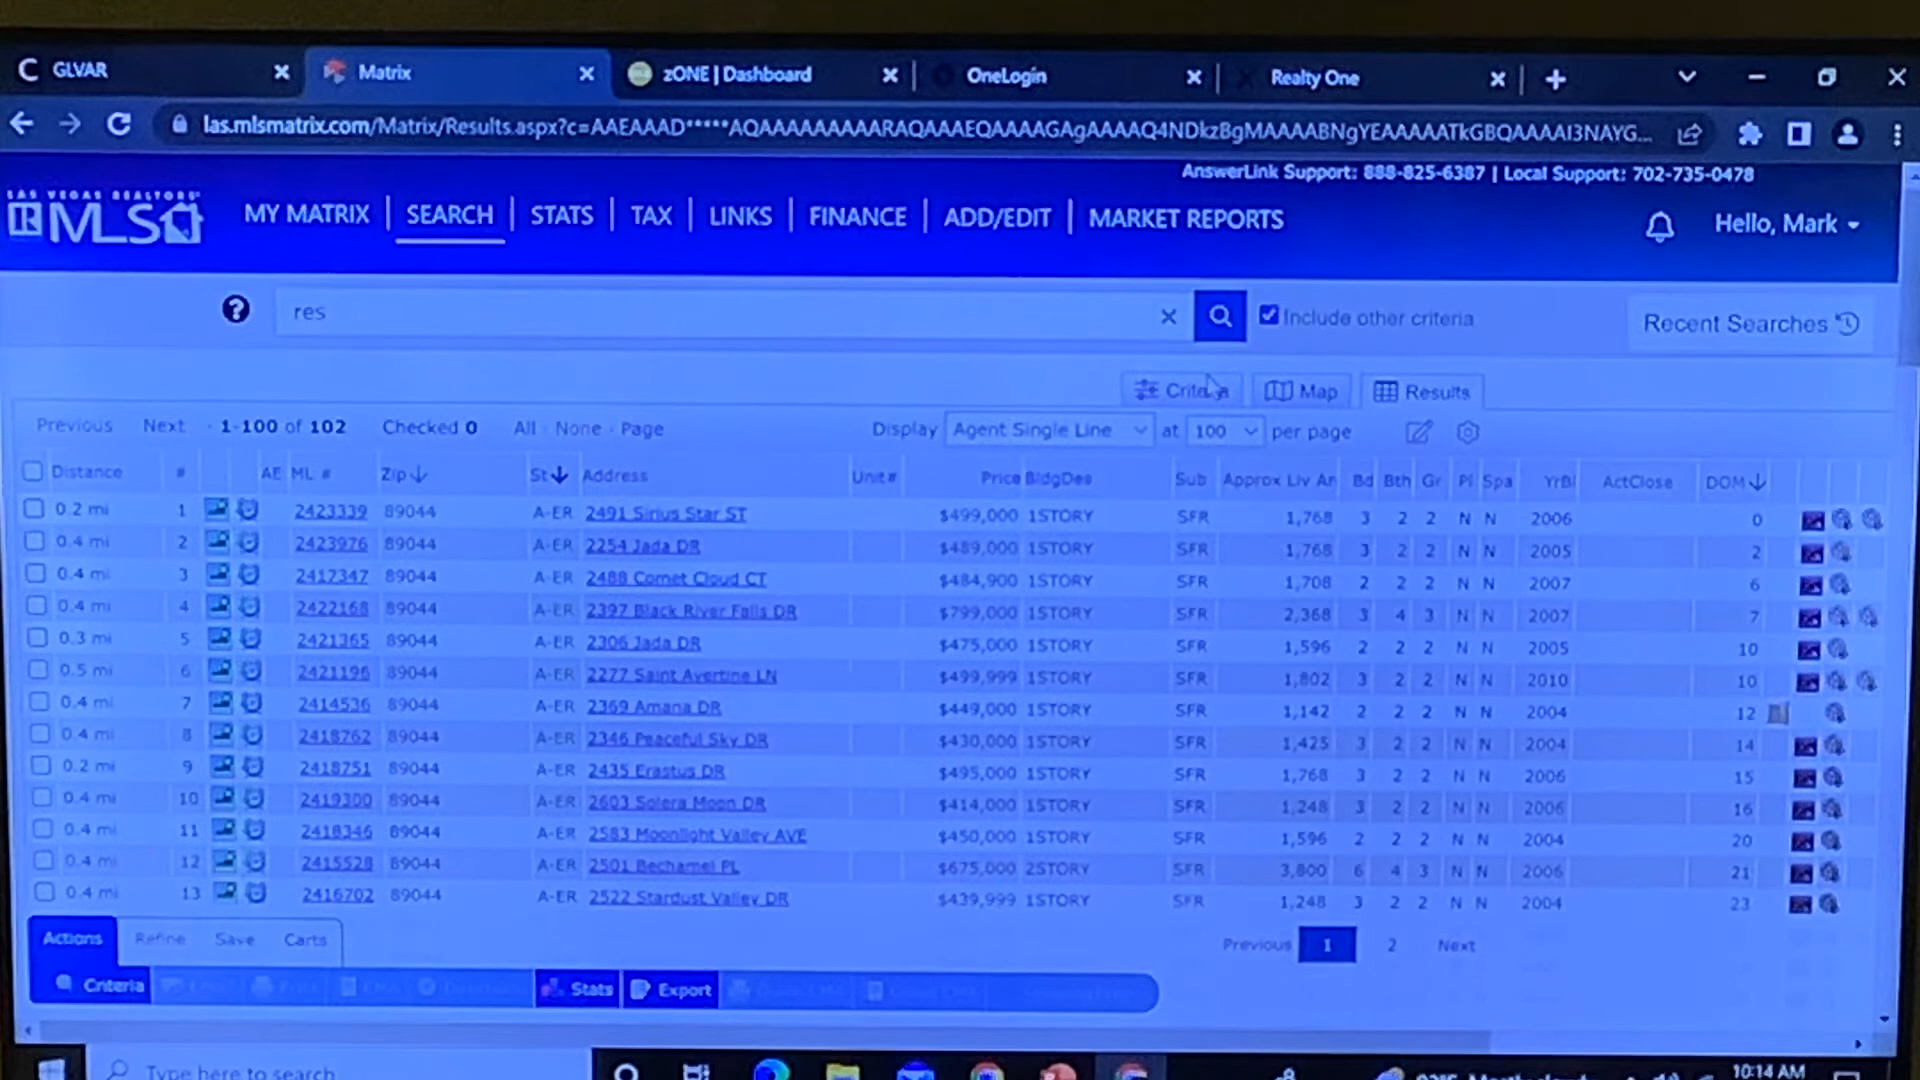 GLVAR Matrix zONE | Dashboard OneLogin Realty One
las.mlsmatrix.com/Matrix/Results.aspx?c=AAEAAAD*****AQAAAAAAAAARAQAAAEQAAAAGAgAAAAQ4NDkzBgMAAAABNgYEAAAAATkGBQAAAAI3NAYG...
AnswerLink Support: 888-825-6387 | Local Support: 702-735-0478
LAS VEGAS REALTORS
MLS MY MATRIX SEARCH STATS TAX LINKS FINANCE ADD/EDIT MARKET REPORTS Hello, Mark
res Include other criteria Recent Searches
Criteria Map Results
Previous Next · 1-100 of 102 Checked 0 All · None · Page Display Agent Single Line at 100 per page
Distance # AE ML # Zip St Address Unit# Price BldgDes Sub Approx Liv Ar Bd Bth Gr Pl Spa YrBl ActClose DOM
0.2 mi 1 2423339 89044 A-ER 2491 Sirius Star ST $499,000 1STORY SFR 1,768 3 2 2 N N 2006 0
0.4 mi 2 2423976 89044 A-ER 2254 Jada DR $489,000 1STORY SFR 1,768 3 2 2 N N 2005 2
0.4 mi 3 2417347 89044 A-ER 2488 Comet Cloud CT $484,900 1STORY SFR 1,708 2 2 2 N N 2007 6
0.4 mi 4 2422168 89044 A-ER 2397 Black River Falls DR $799,000 1STORY SFR 2,368 3 4 3 N N 2007 7
0.3 mi 5 2421365 89044 A-ER 2306 Jada DR $475,000 1STORY SFR 1,596 2 2 2 N N 2005 10
0.5 mi 6 2421196 89044 A-ER 2277 Saint Avertine LN $499,999 1STORY SFR 1,802 3 2 2 N N 2010 10
0.4 mi 7 2414536 89044 A-ER 2369 Amana DR $449,000 1STORY SFR 1,142 2 2 2 N N 2004 12
0.4 mi 8 2418762 89044 A-ER 2346 Peaceful Sky DR $430,000 1STORY SFR 1,425 3 2 2 N N 2004 14
0.2 mi 9 2418751 89044 A-ER 2435 Erastus DR $495,000 1STORY SFR 1,768 3 2 2 N N 2006 15
0.4 mi 10 2419300 89044 A-ER 2603 Solera Moon DR $414,000 1STORY SFR 1,248 3 2 2 N N 2006 16
0.4 mi 11 2418346 89044 A-ER 2583 Moonlight Valley AVE $450,000 1STORY SFR 1,596 2 2 2 N N 2004 20
0.4 mi 12 2415528 89044 A-ER 2501 Bechamel PL $675,000 2STORY SFR 3,800 6 4 3 N N 2006 21
0.4 mi 13 2416702 89044 A-ER 2522 Stardust Valley DR $439,999 1STORY SFR 1,248 3 2 2 N N 2004 23
Actions Refine Save Carts Previous 1 2 Next
Criteria Stats Export
Type here to search 10:14 AM